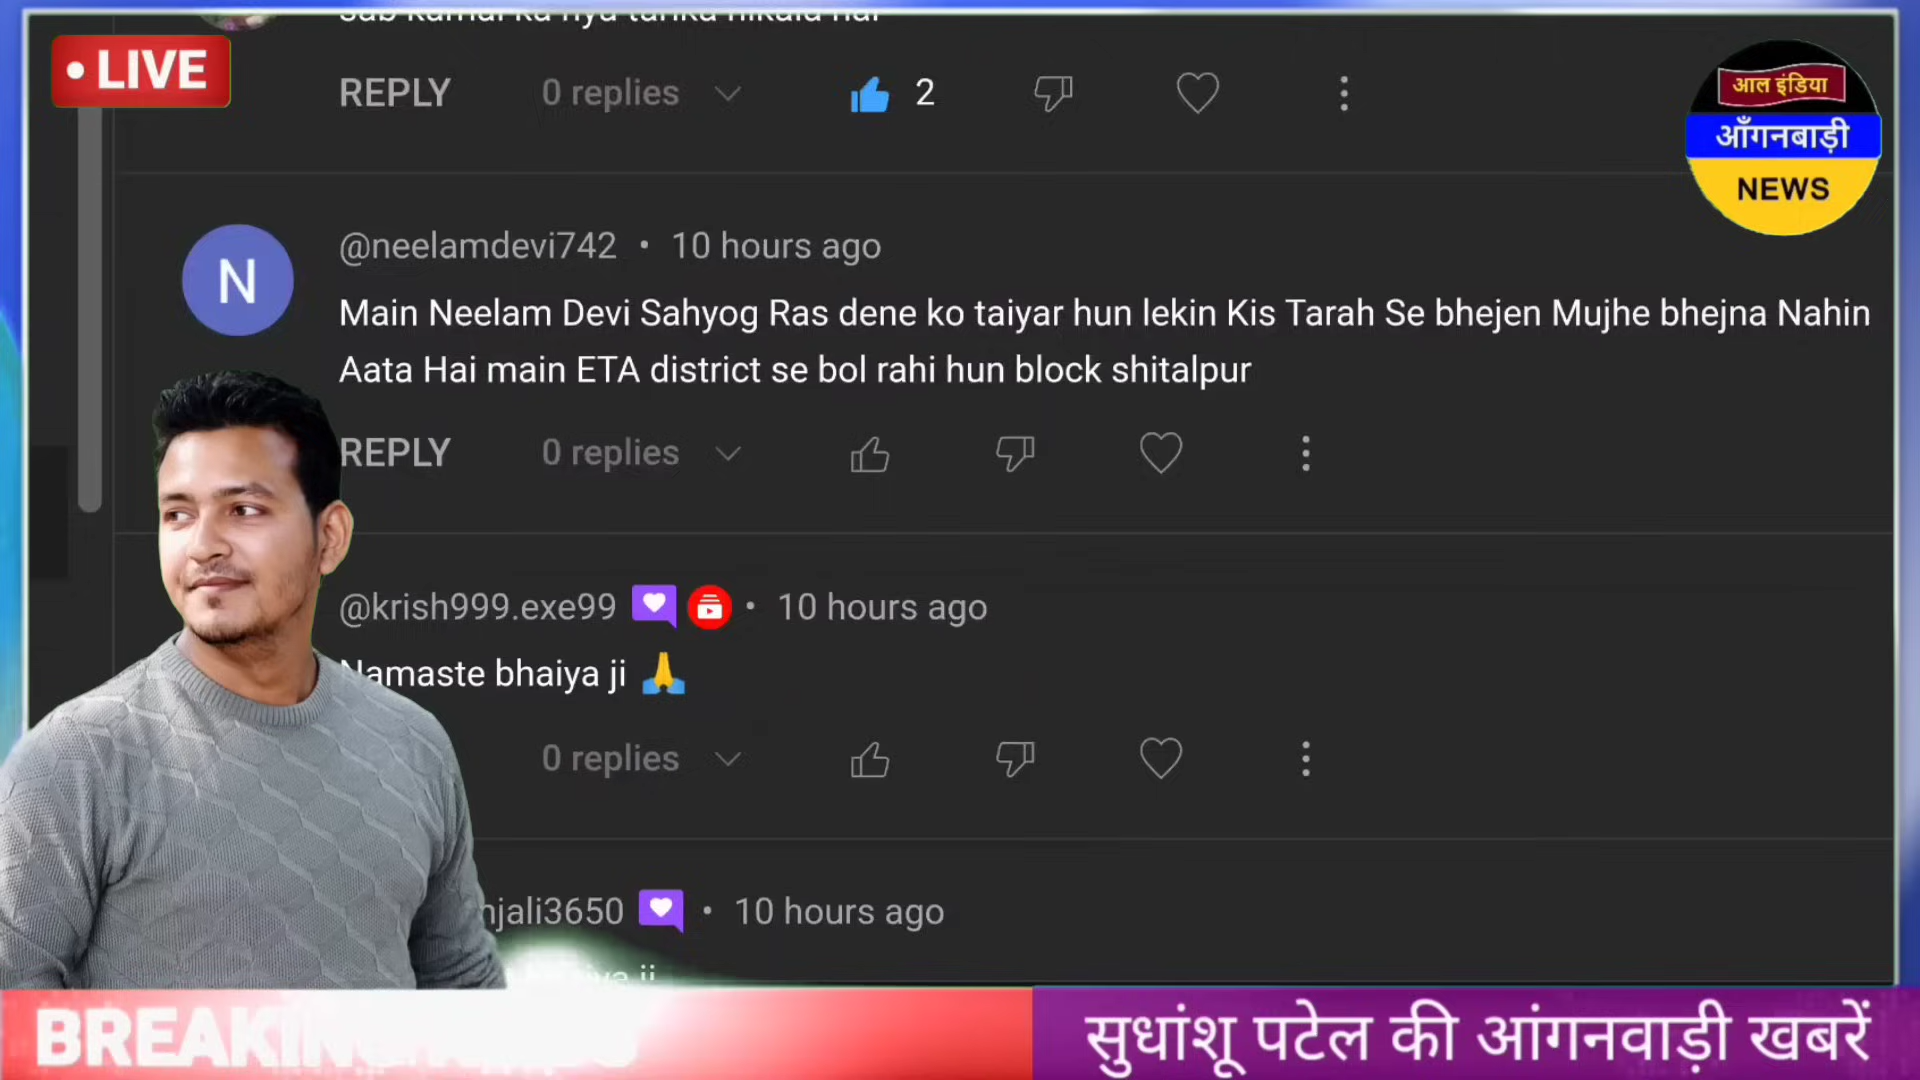 • LIVE
REPLY 0 replies 2
आल इंडिया
आँगनबाड़ी
NEWS
N
@neelamdevi742 • 10 hours ago
Main Neelam Devi Sahyog Ras dene ko taiyar hun lekin Kis Tarah Se bhejen Mujhe bhejna Nahin
Aata Hai main ETA district se bol rahi hun block shitalpur
REPLY 0 replies
@krish999.exe99 • 10 hours ago
Namaste bhaiya ji 🙏
0 replies
njali3650 • 10 hours ago
ji
BREAKIN
सुधांशू पटेल की आंगनवाड़ी खबरें